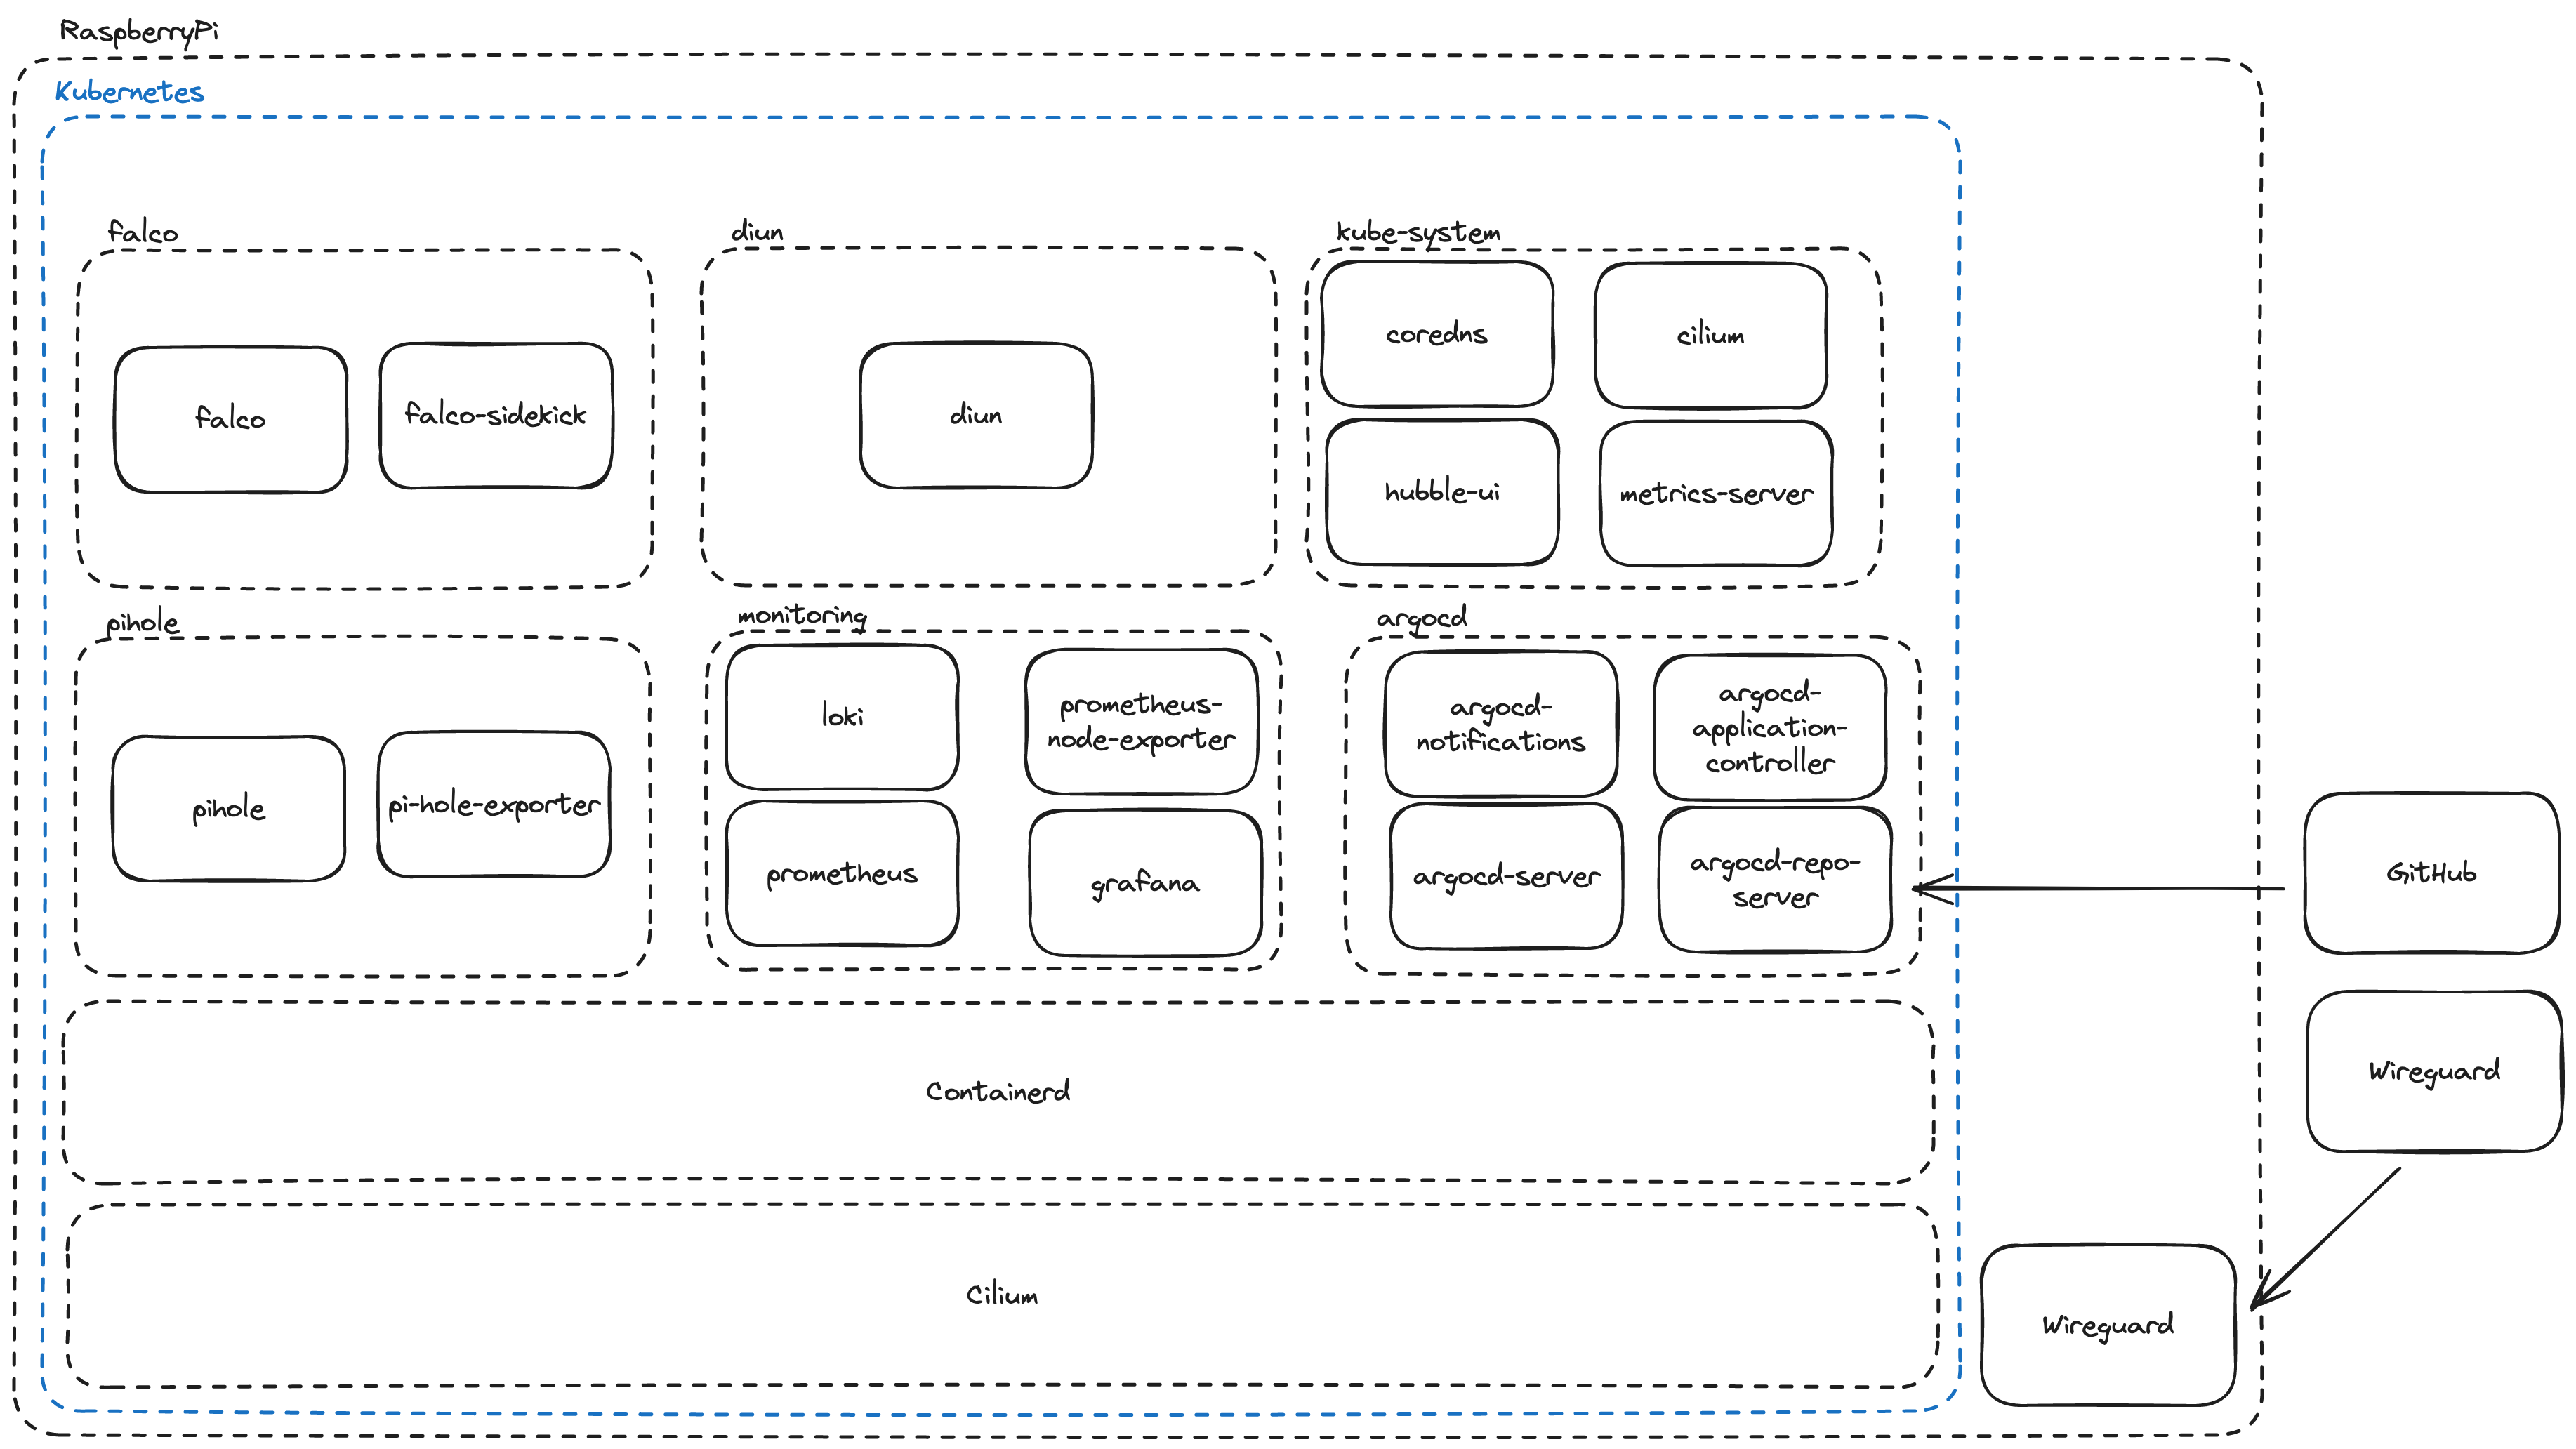 RaspberryPi
Kubernetes
falco
falco
falco-sidekick
diun
diun
kube-system
coredns
cilium
hubble-ui
metrics-server
pihole
pihole
pi-hole-exporter
monitoring
loki
prometheus-
node-exporter
prometheus
grafana
argocd
argocd-
notifications
argocd-
application-
controller
argocd-server
argocd-repo-
server
GitHub
Wireguard
Containerd
Cilium
Wireguard